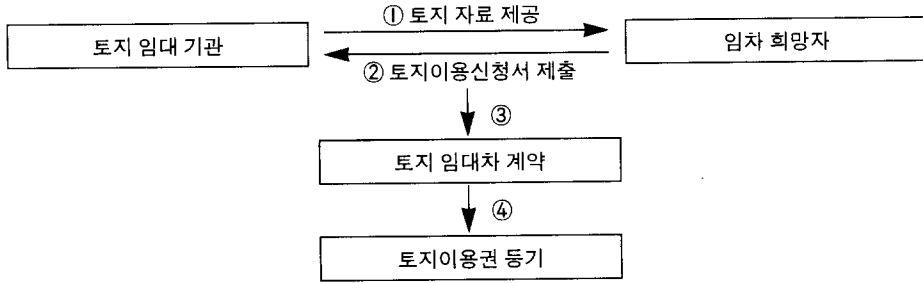 ① 토지 자료 제공
토지 임대 기관
임차 희망자
② 토지이용신청서 제출
③
토지 임대차 계약
④
토지이용권 등기